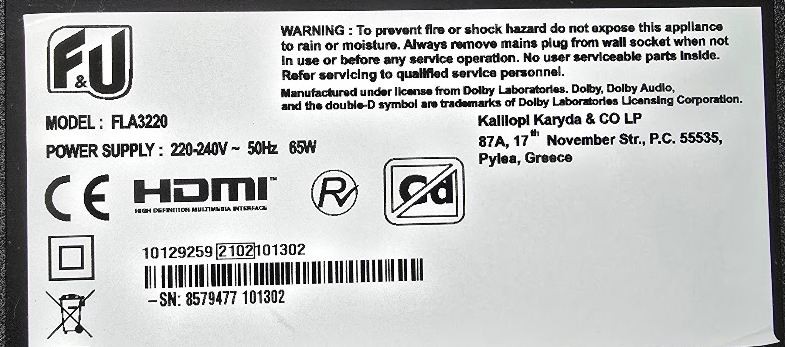 F&U
WARNING : To prevent fire or shock hazard do not expose this appliance
to rain or moisture. Always remove mains plug from wall socket when not
in use or before any service operation. No user serviceable parts inside.
Refer servicing to qualified service personnel.
Manufactured under license from Dolby Laboratories. Dolby, Dolby Audio,
and the double-D symbol are trademarks of Dolby Laboratories Licensing Corporation.
MODEL : FLA3220
POWER SUPPLY : 220-240V ~ 50Hz 65W
Kalliopi Karyda & CO LP
87A, 17th November Str., P.C. 55535,
Pylea, Greece
CE HDMI™ RV Cd
HIGH DEFINITION MULTIMEDIA INTERFACE
10129259 2102 101302
-SN: 8579477 101302